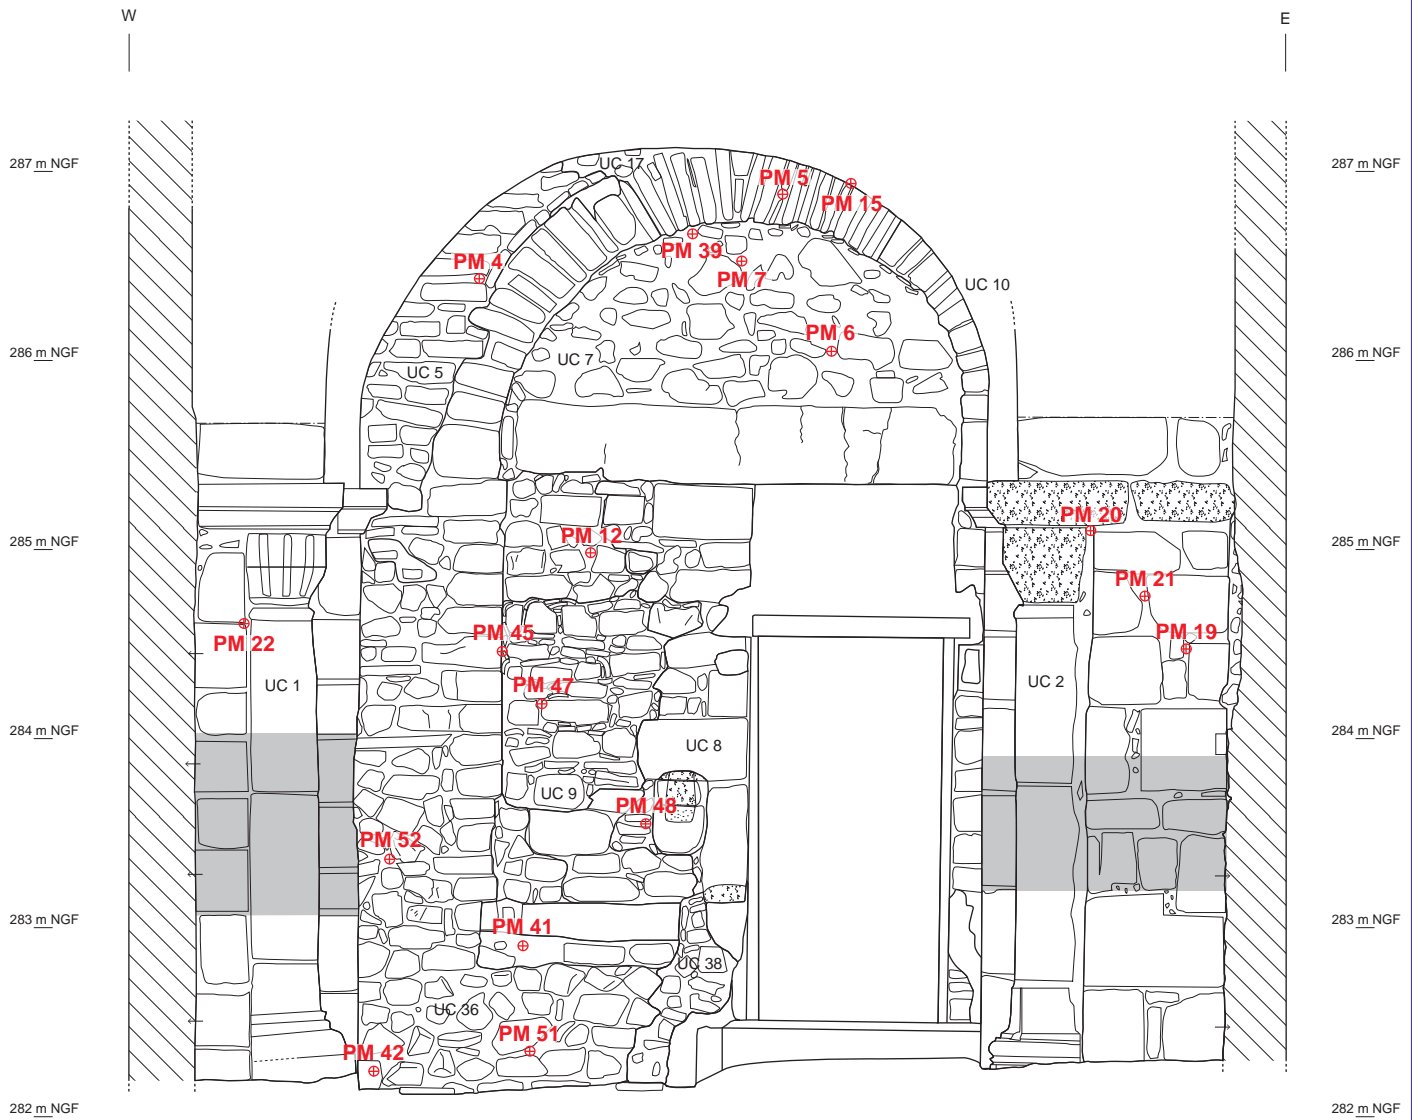 W E
287 m NGF 287 m NGF
UC 17
PM 5
PM 15
PM 39
PM 4
PM 7
UC 10
PM 6
286 m NGF 286 m NGF
UC 7
UC 5
PM 20
PM 12
285 m NGF 285 m NGF
PM 21
PM 45 PM 19
PM 22
UC 1 PM 47 UC 2
284 m NGF 284 m NGF
UC 8
UC 9
PM 48
PM 52
283 m NGF 283 m NGF
PM 41
UC 38
UC 36
PM 51
PM 42
282 m NGF 282 m NGF